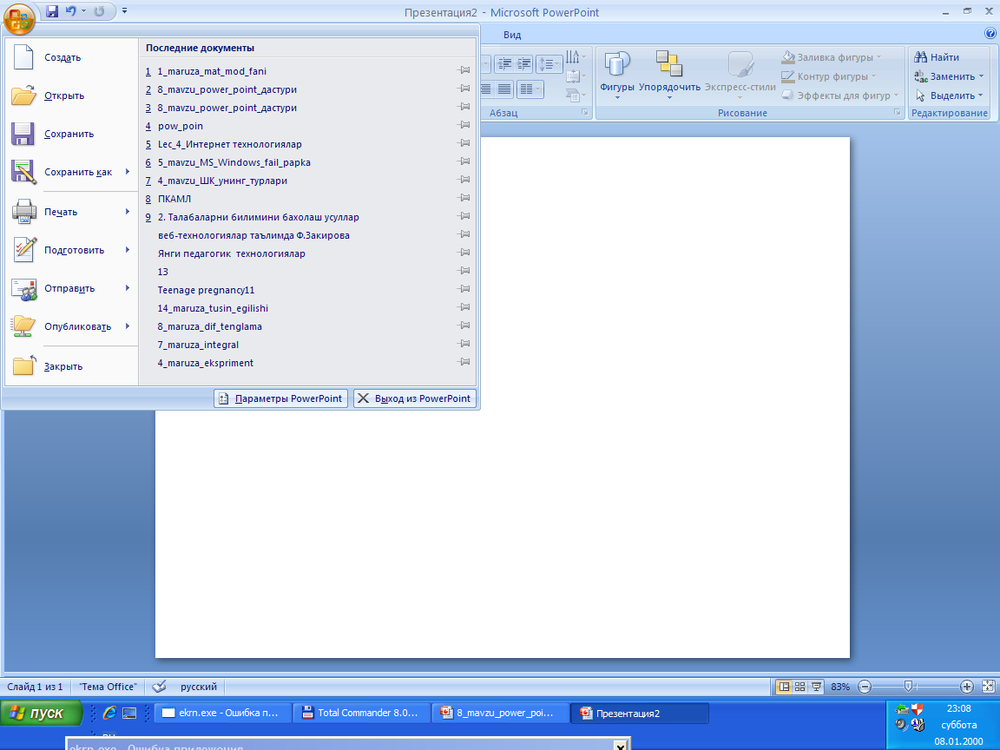 Презентация2 - Microsoft PowerPoint
Вид
Создать
Открыть
Сохранить
Сохранить как
Печать
Подготовить
Отправить
Опубликовать
Закрыть
Последние документы
1 1_maruza_mat_mod_fani
2 8_mavzu_power_point_дастури
3 8_mavzu_power_point_дастури
4 pow_poin
5 Lec_4_Интернет технологиялар
6 5_mavzu_MS_Windows_fail_papka
7 4_mavzu_ШК_унинг_турлари
8 ПКАМЛ
9 2. Талабаларни билимини бахолаш усуллар
веб-технологиялар таълимда Ф.Закирова
Янги педагогик технологиялар
13
Teenage pregnancy11
14_maruza_tusin_egilishi
8_maruza_dif_tenglama
7_maruza_integral
4_maruza_ekspriment
Параметры PowerPoint
Выход из PowerPoint
Абзац
Фигуры
Упорядочить
Экспресс-стили
Заливка фигуры
Контур фигуры
Эффекты для фигур
Рисование
Найти
Заменить
Выделить
Редактирование
Слайд 1 из 1
"Тема Office"
русский
83%
пуск
ekrn.exe - Ошибка п...
Total Commander 8.0...
8_mavzu_power_poi...
Презентация2
23:08
суббота
08.01.2000
ekrn.exe - Ошибка приложения